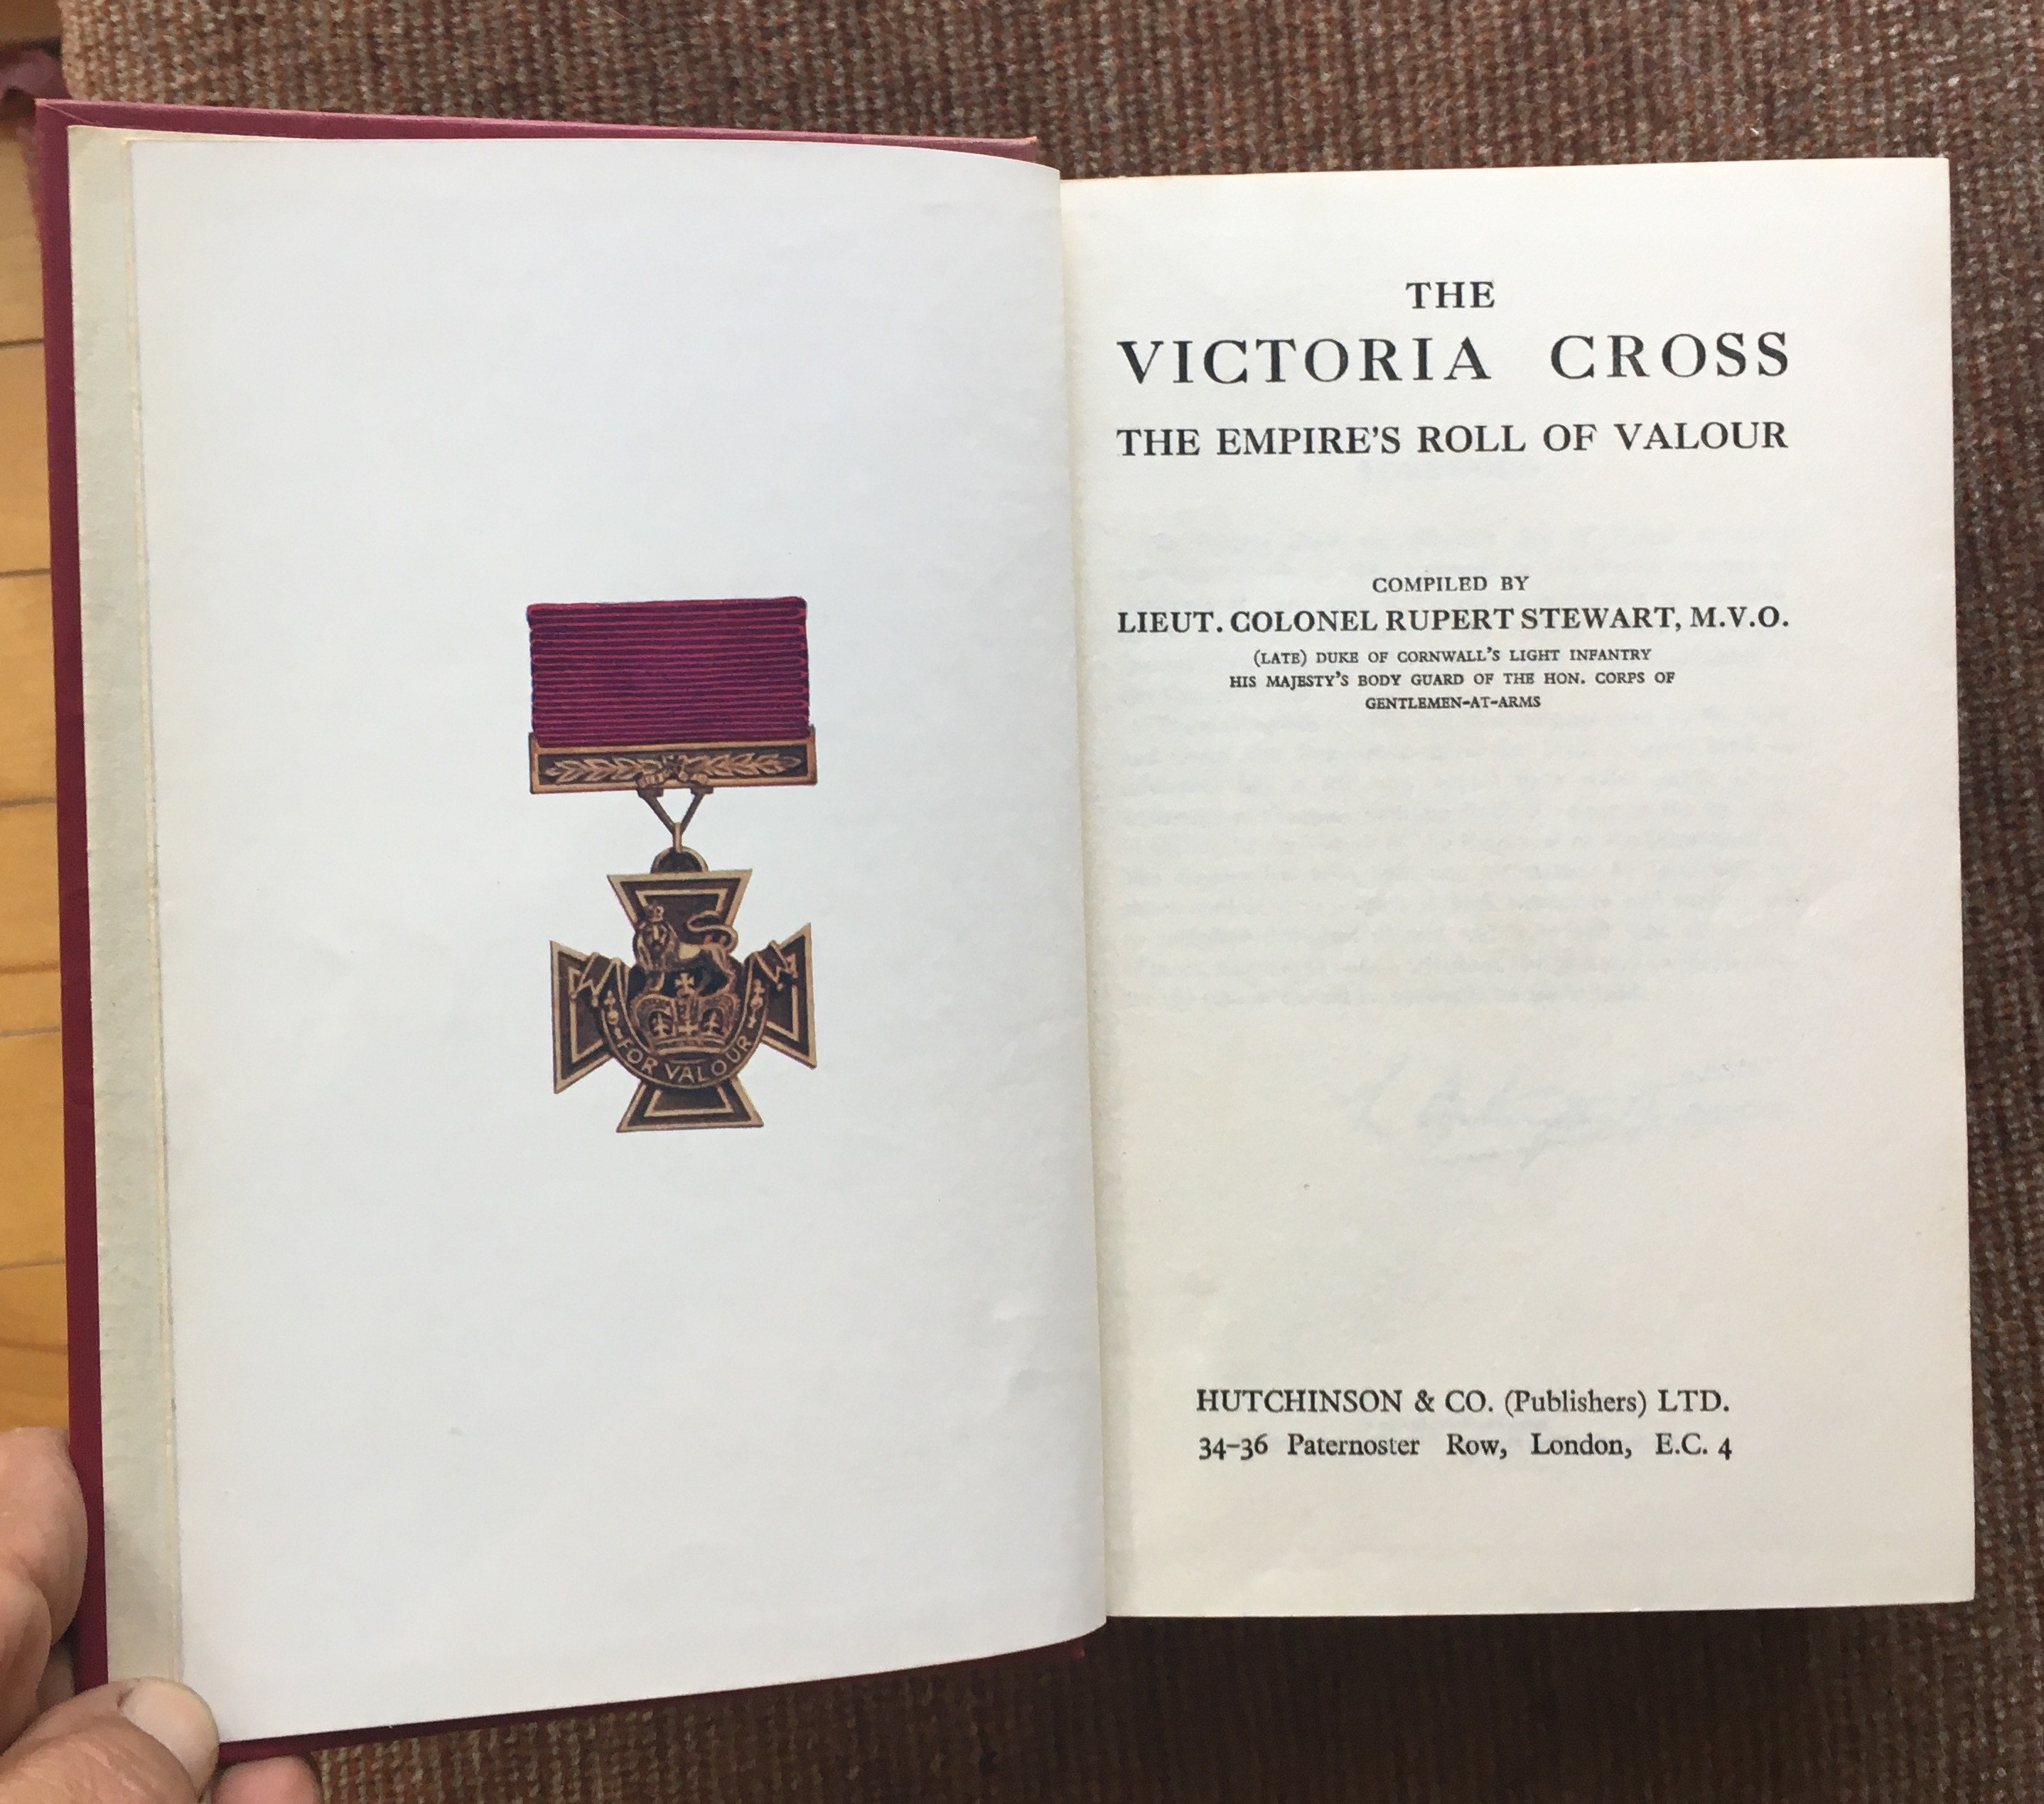 FOR VALOUR
THE
VICTORIA CROSS
THE EMPIRE'S ROLL OF VALOUR
COMPILED BY
LIEUT. COLONEL RUPERT STEWART, M.V.O.
(LATE) DUKE OF CORNWALL'S LIGHT INFANTRY
HIS MAJESTY'S BODY GUARD OF THE HON. CORPS OF
GENTLEMEN-AT-ARMS
HUTCHINSON & CO. (Publishers) LTD.
34-36 Paternoster Row, London, E.C. 4